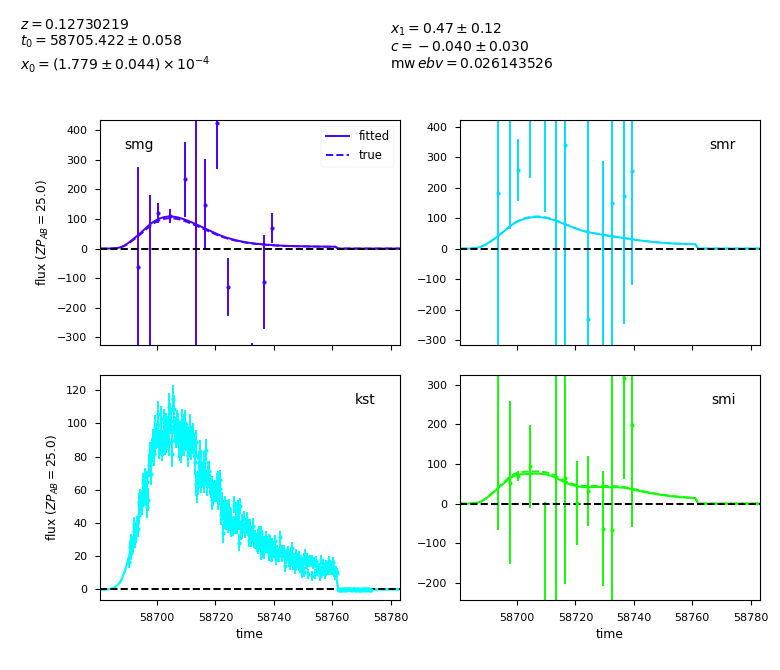 z = 0.12730219
t₀ = 58705.422 ± 0.058
x₀ = (1.779 ± 0.044) × 10⁻⁴
x₁ = 0.47 ± 0.12
c = −0.040 ± 0.030
mw ebv = 0.026143526
smg
fitted
true
400
300
200
100
0
−100
−200
−300
flux (ZP_AB = 25.0)
smr
400
300
200
100
0
−100
−200
−300
kst
120
100
80
60
40
20
0
flux (ZP_AB = 25.0)
58700 58720 58740 58760 58780
time
smi
300
200
100
0
−100
−200
58700 58720 58740 58760 58780
time